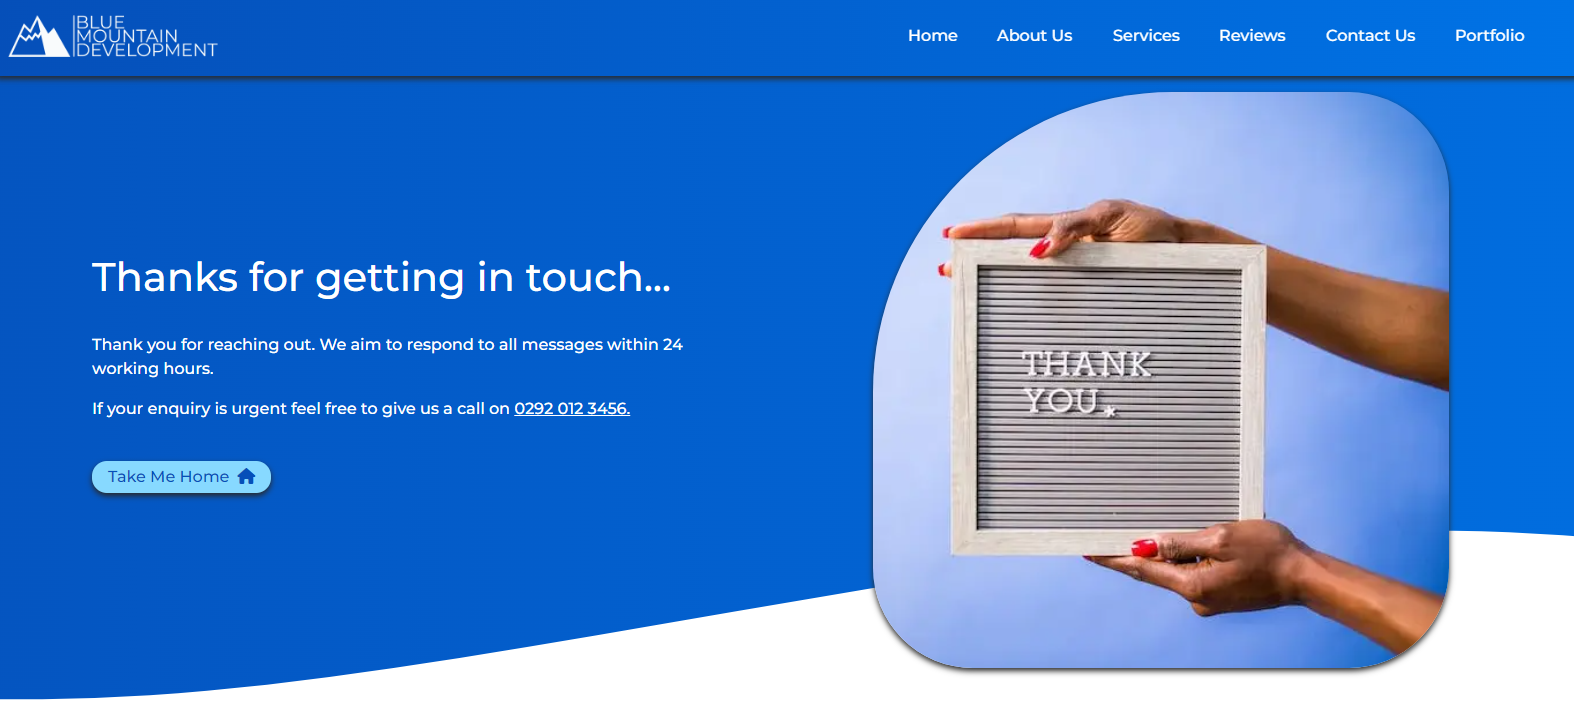 BLUE
MOUNTAIN
DEVELOPMENT
Home About Us Services Reviews Contact Us Portfolio
Thanks for getting in touch...
Thank you for reaching out. We aim to respond to all messages within 24
working hours.
If your enquiry is urgent feel free to give us a call on 0292 012 3456.
Take Me Home
THANK
YOU.